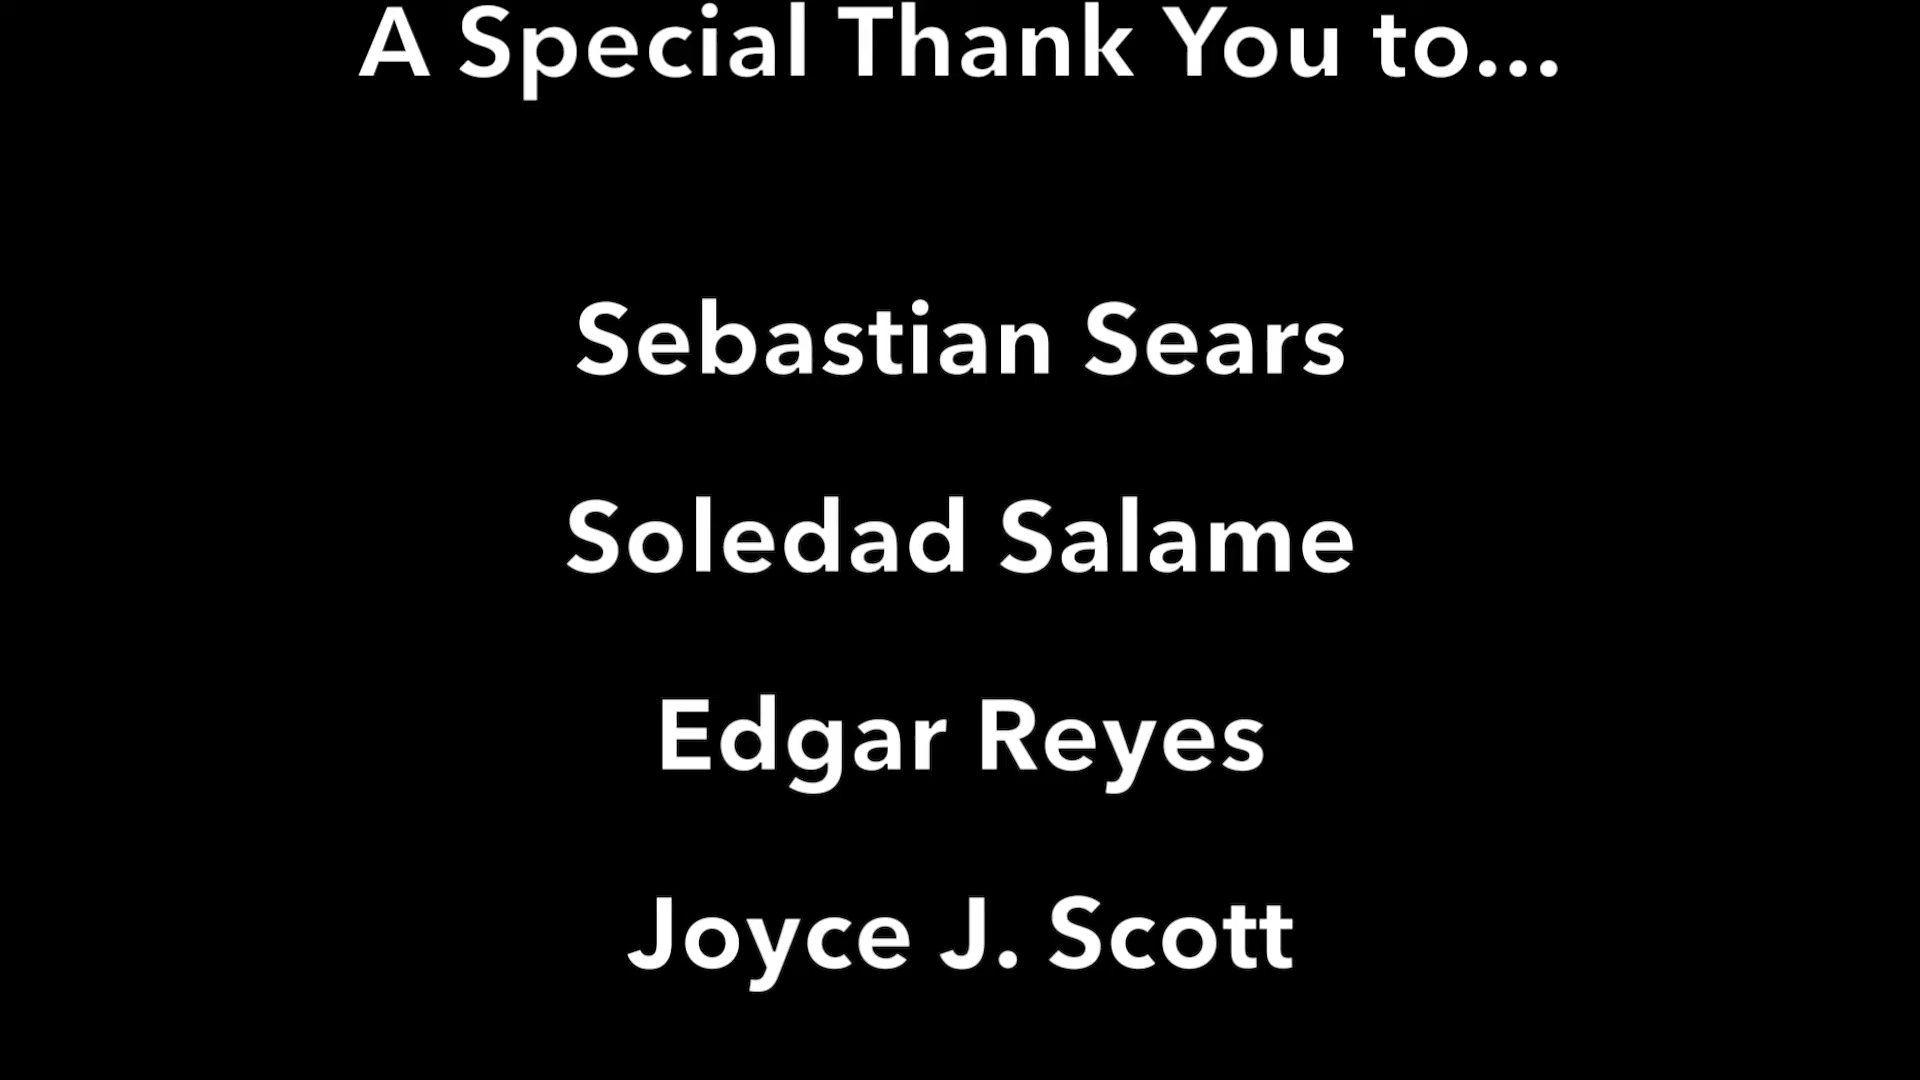 A Special Thank You to...
Sebastian Sears
Soledad Salame
Edgar Reyes
Joyce J. Scott